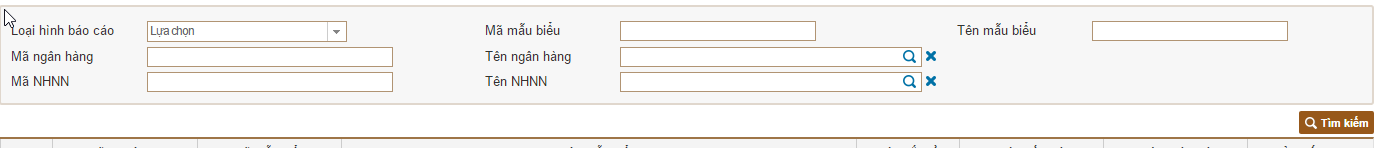 Loại hình báo cáo Lựa chọn Mã mẫu biểu Tên mẫu biểu
Mã ngân hàng Tên ngân hàng
Mã NHNN Tên NHNN
Tìm kiếm